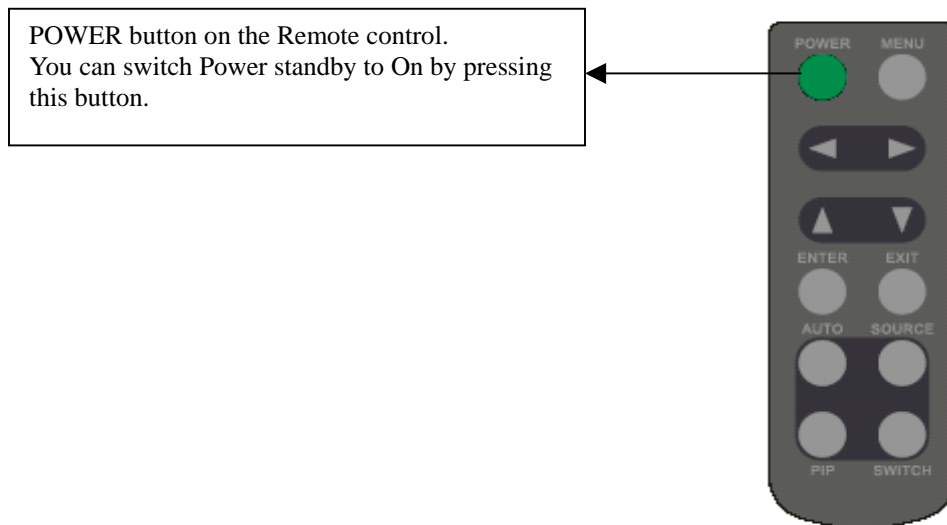 POWER button on the Remote control.
You can switch Power standby to On by pressing
this button.
POWER MENU
ENTER EXIT
AUTO SOURCE
PIP SWITCH